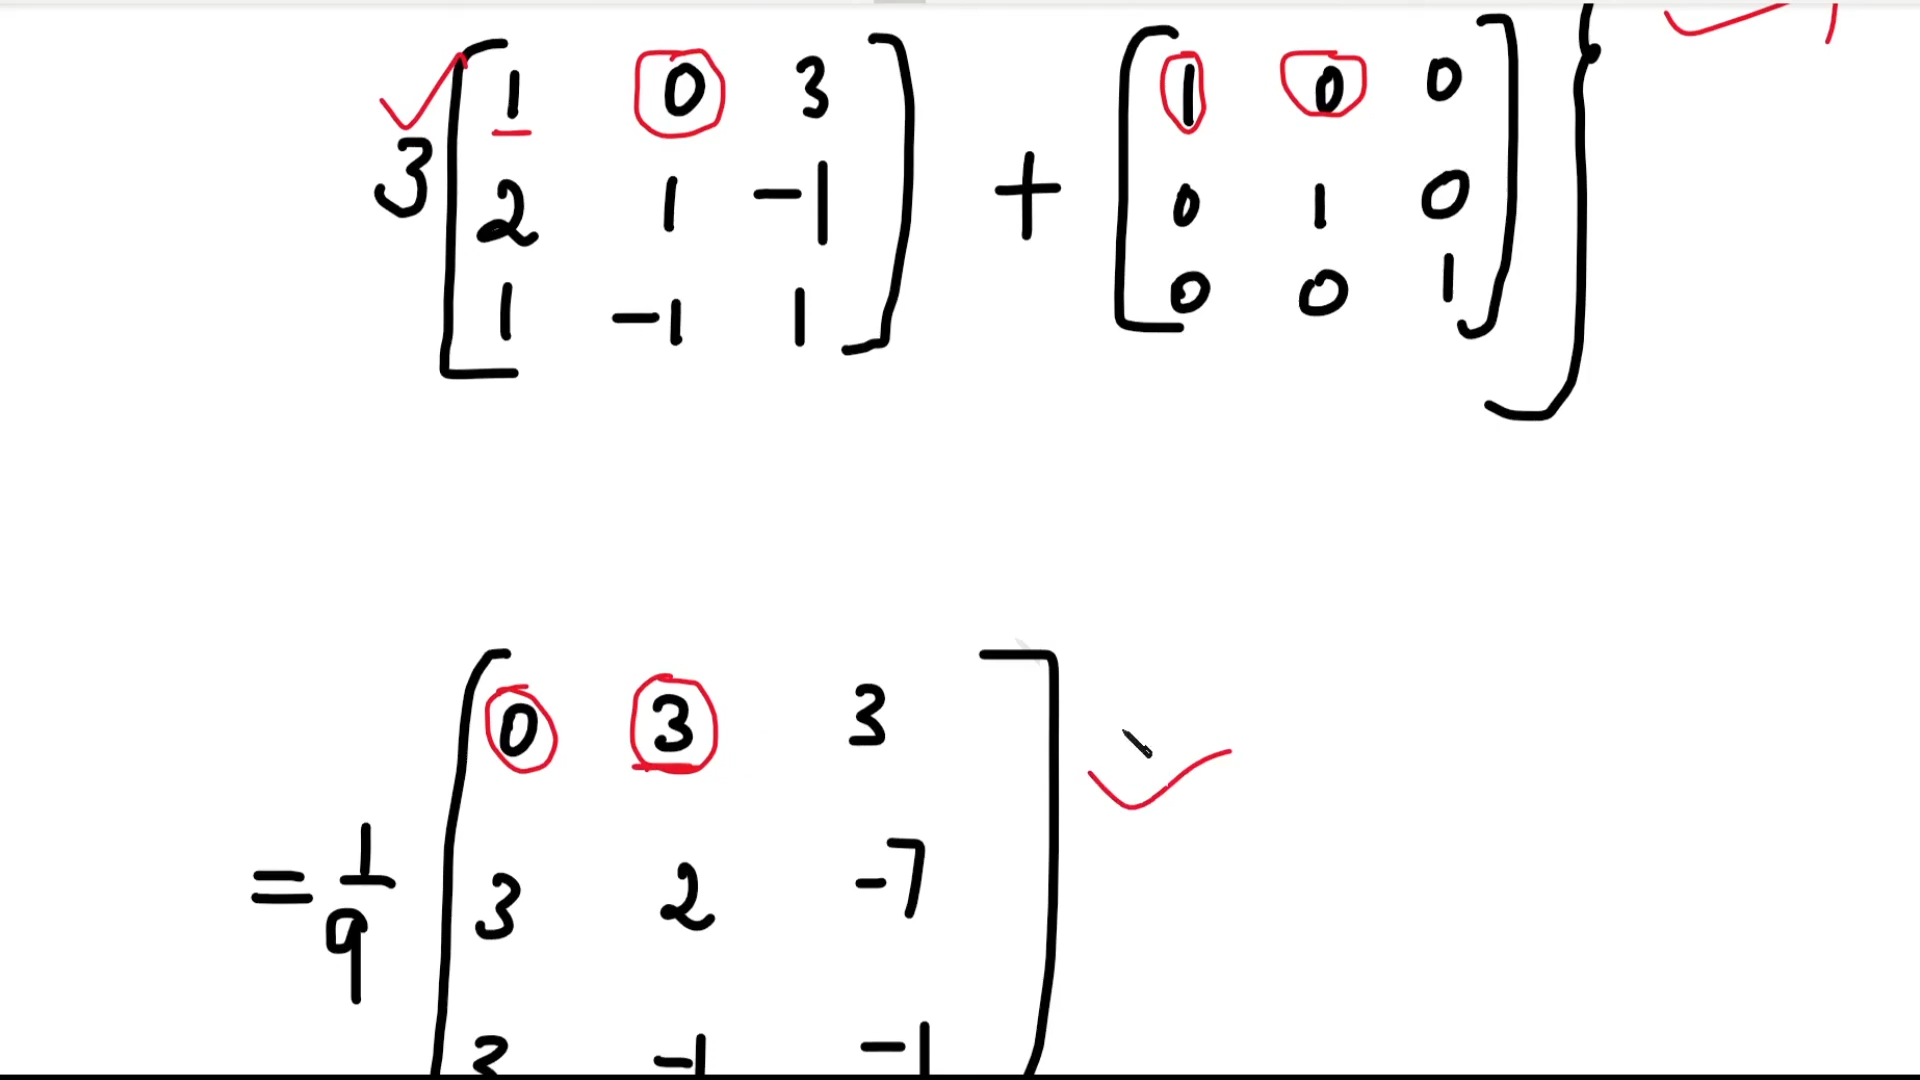 3 [ 1 0 3 ] + [ 1 0 0 ] }
2 1 -1 0 1 0
1 -1 1 0 0 1
= 1/9 [ 0 3 3 ]
3 2 -7
3 -1 -1